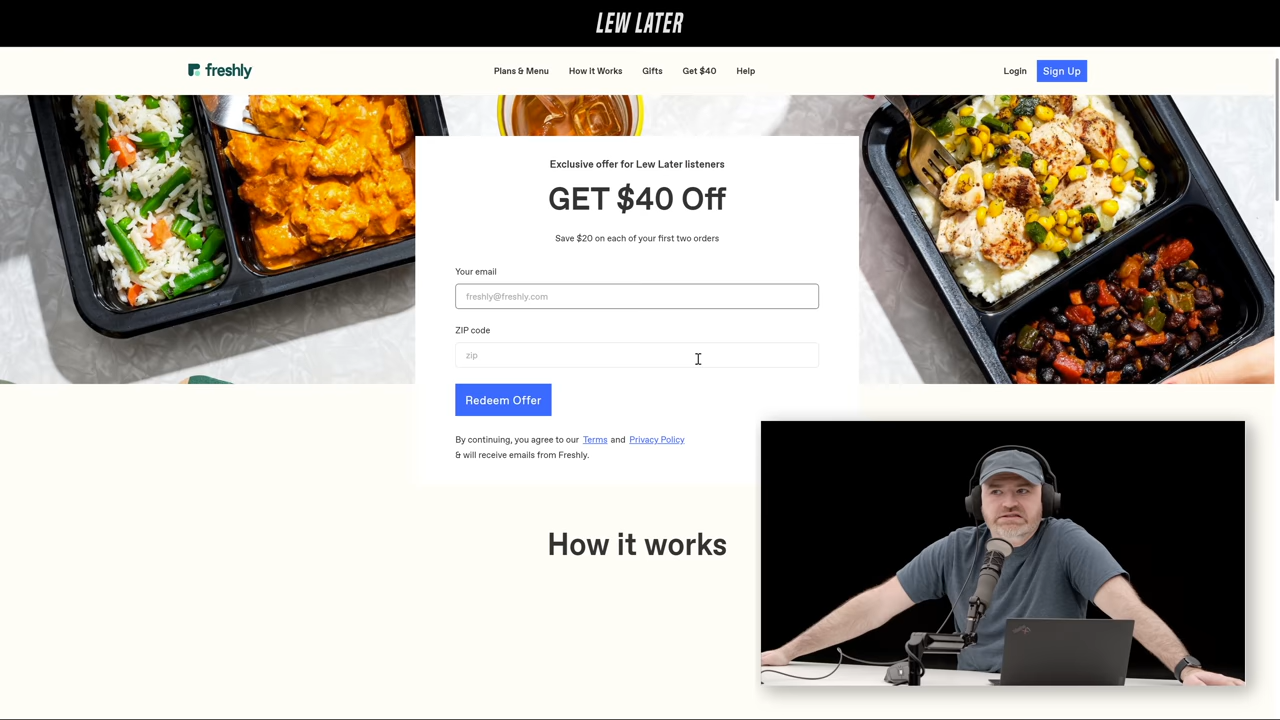 LEW LATER
freshly
Plans & Menu
How it Works
Gifts
Get $40
Help
Login
Sign Up
Exclusive offer for Lew Later listeners
GET $40 Off
Save $20 on each of your first two orders
Your email
freshly@freshly.com
ZIP code
zip
Redeem Offer
By continuing, you agree to our Terms and Privacy Policy
& will receive emails from Freshly.
How it works